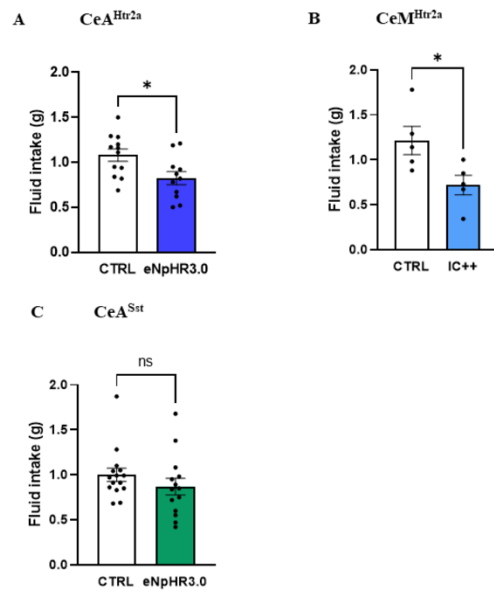 A CeA^Htr2a
*
Fluid intake (g)
2.0
1.5
1.0
0.5
0.0
CTRL eNpHR3.0
B CeM^Htr2a
*
Fluid intake (g)
2.0
1.5
1.0
0.5
0.0
CTRL IC++
C CeA^Sst
ns
Fluid intake (g)
2.0
1.5
1.0
0.5
0.0
CTRL eNpHR3.0